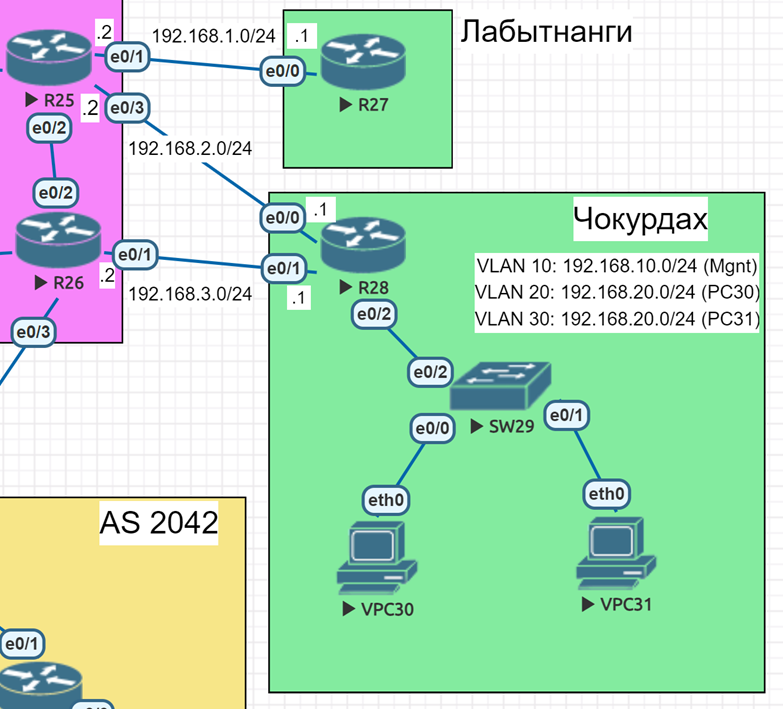 .2
192.168.1.0/24
.1
Лабытнанги
e0/1
e0/0
R27
R25
.2
e0/3
e0/2
192.168.2.0/24
e0/2
e0/0
.1
Чокурдах
R26
.2
e0/1
e0/1
R28
192.168.3.0/24
.1
VLAN 10: 192.168.10.0/24 (Mgnt)
VLAN 20: 192.168.20.0/24 (PC30)
VLAN 30: 192.168.20.0/24 (PC31)
e0/3
e0/2
e0/2
SW29
e0/0
e0/1
eth0
eth0
VPC30
VPC31
AS 2042
e0/1